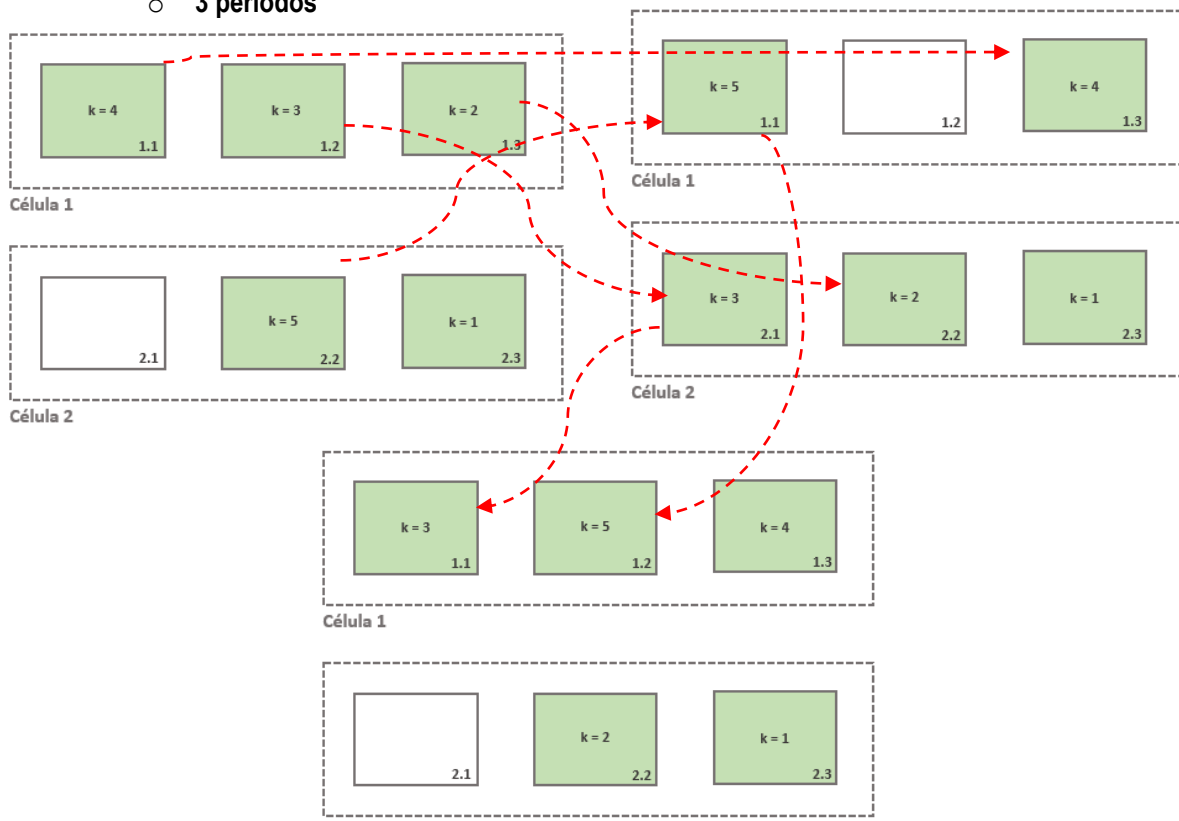 o 3 períodos
k = 4
1.1
k = 3
1.2
k = 2
1.3
Célula 1
k = 5
1.1
1.2
k = 4
1.3
Célula 1
2.1
k = 5
2.2
k = 1
2.3
Célula 2
k = 3
2.1
k = 2
2.2
k = 1
2.3
Célula 2
k = 3
1.1
k = 5
1.2
k = 4
1.3
Célula 1
2.1
k = 2
2.2
k = 1
2.3